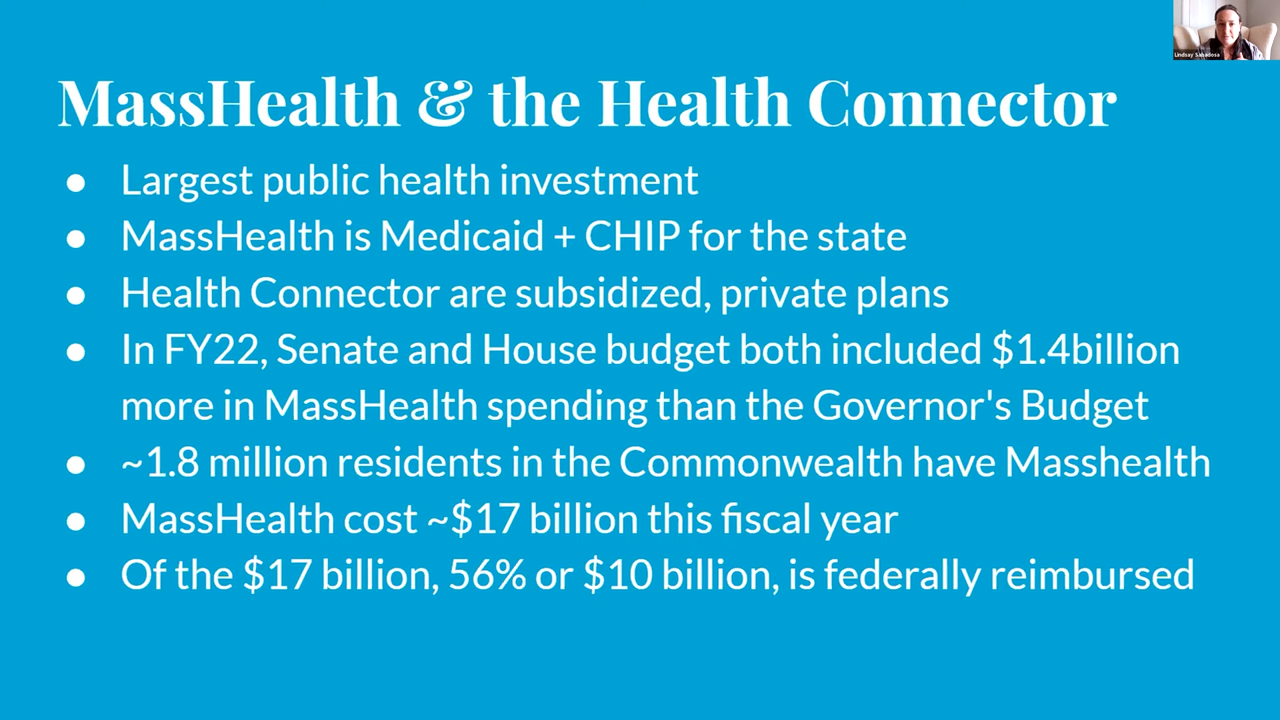 Lindsay Sabadosa
MassHealth & the Health Connector
● Largest public health investment
● MassHealth is Medicaid + CHIP for the state
● Health Connector are subsidized, private plans
● In FY22, Senate and House budget both included $1.4billion
more in MassHealth spending than the Governor's Budget
● ~1.8 million residents in the Commonwealth have Masshealth
● MassHealth cost ~$17 billion this fiscal year
● Of the $17 billion, 56% or $10 billion, is federally reimbursed